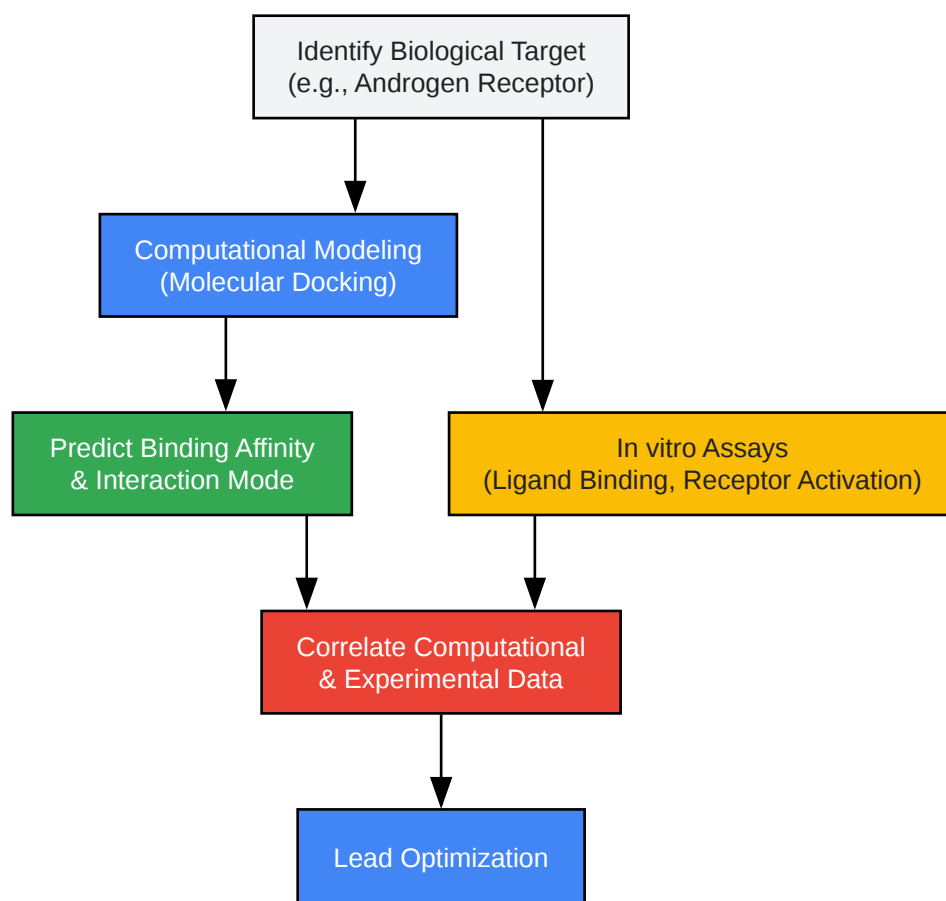 Identify Biological Target
(e.g., Androgen Receptor)
Computational Modeling
(Molecular Docking)
Predict Binding Affinity
& Interaction Mode
In vitro Assays
(Ligand Binding, Receptor Activation)
Correlate Computational
& Experimental Data
Lead Optimization